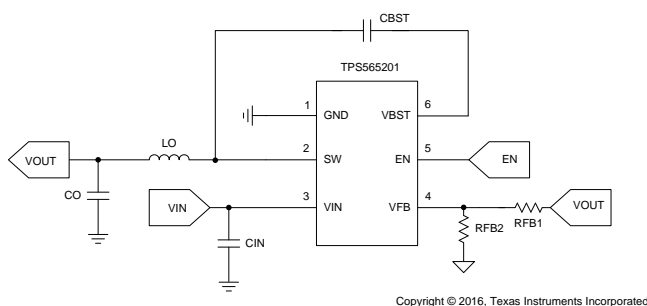 CBST
TPS565201
1 GND VBST 6
LO
VOUT
2 SW EN 5 EN
CO
VIN
3 VIN VFB 4
VOUT
CIN
RFB2
RFB1
Copyright © 2016, Texas Instruments Incorporated